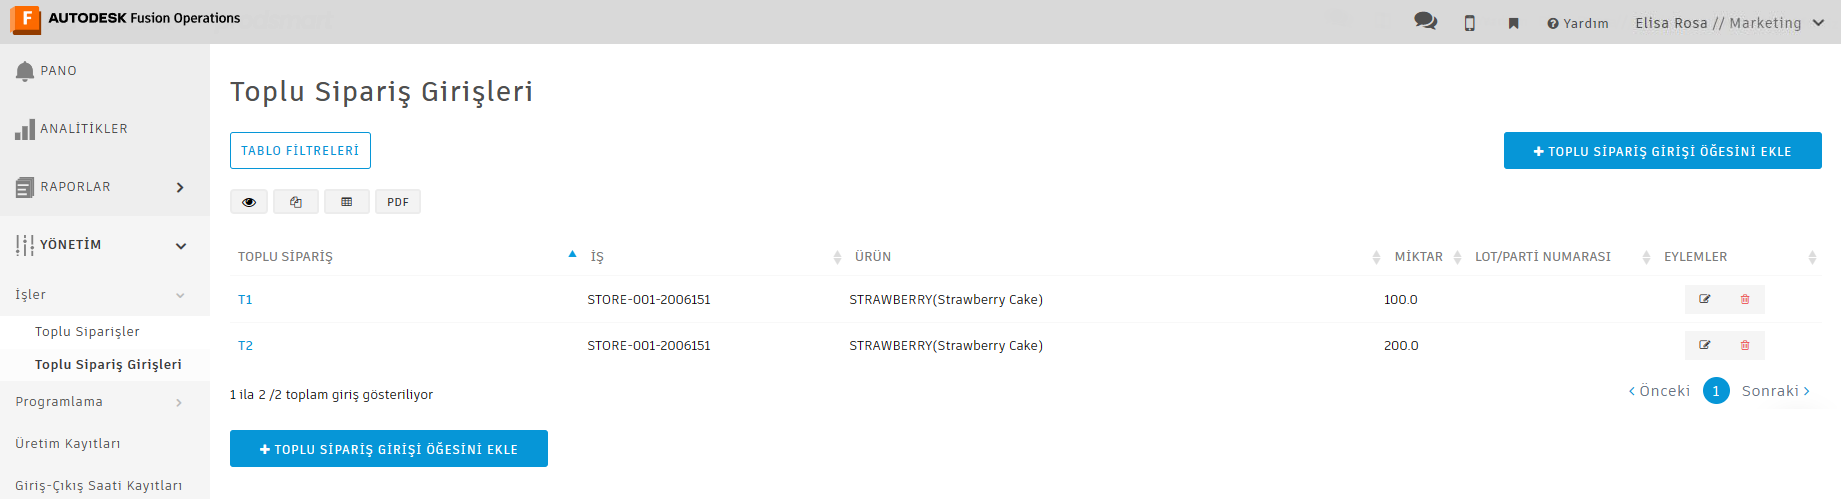 AUTODESK Fusion Operations
Yardım
Elisa Rosa // Marketing
PANO
ANALİTİKLER
RAPORLAR
YÖNETİM
İşler
Toplu Siparişler
Toplu Sipariş Girişleri
Programlama
Üretim Kayıtları
Giriş-Çıkış Saati Kayıtları
Toplu Sipariş Girişleri
TABLO FİLTRELERİ
+ TOPLU SİPARİŞ GİRİŞİ ÖĞESİNİ EKLE
PDF
TOPLU SİPARİŞ İŞ ÜRÜN MİKTAR LOT/PARTİ NUMARASI EYLEMLER
T1 STORE-001-2006151 STRAWBERRY(Strawberry Cake) 100.0
T2 STORE-001-2006151 STRAWBERRY(Strawberry Cake) 200.0
1 ila 2 /2 toplam giriş gösteriliyor
‹ Önceki 1 Sonraki ›
+ TOPLU SİPARİŞ GİRİŞİ ÖĞESİNİ EKLE